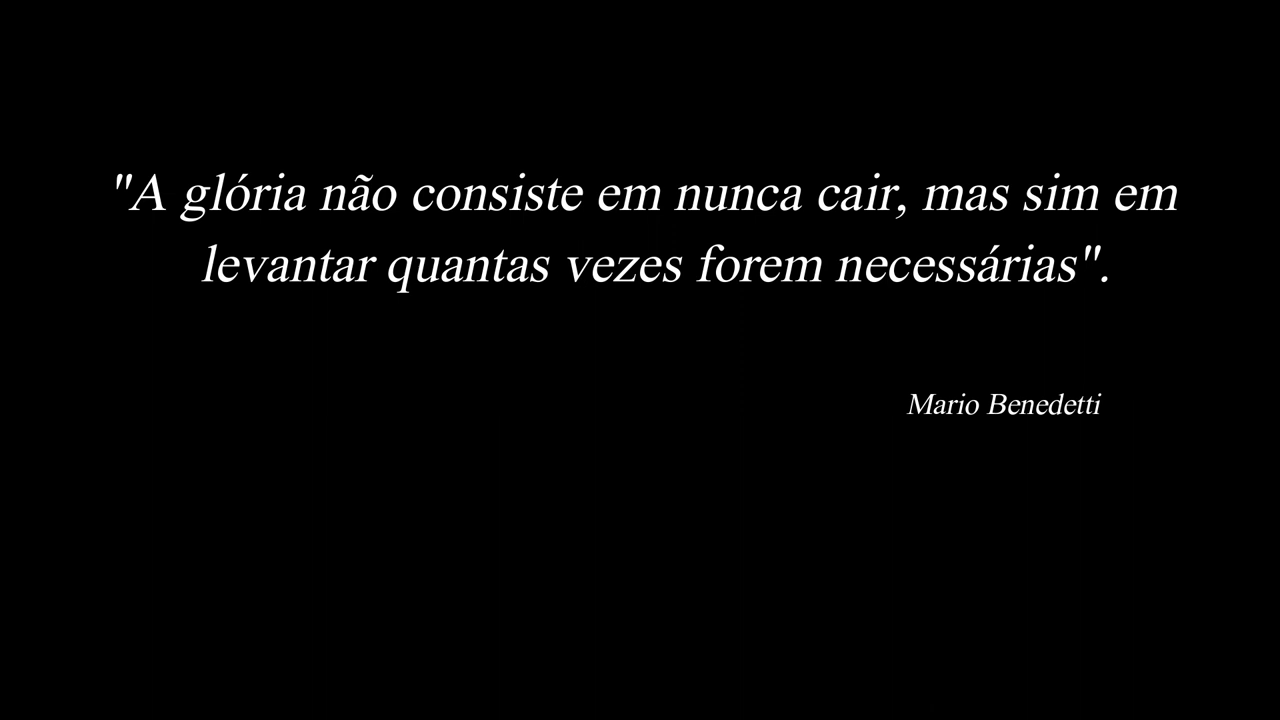 "A glória não consiste em nunca cair, mas sim em
levantar quantas vezes forem necessárias".
Mario Benedetti